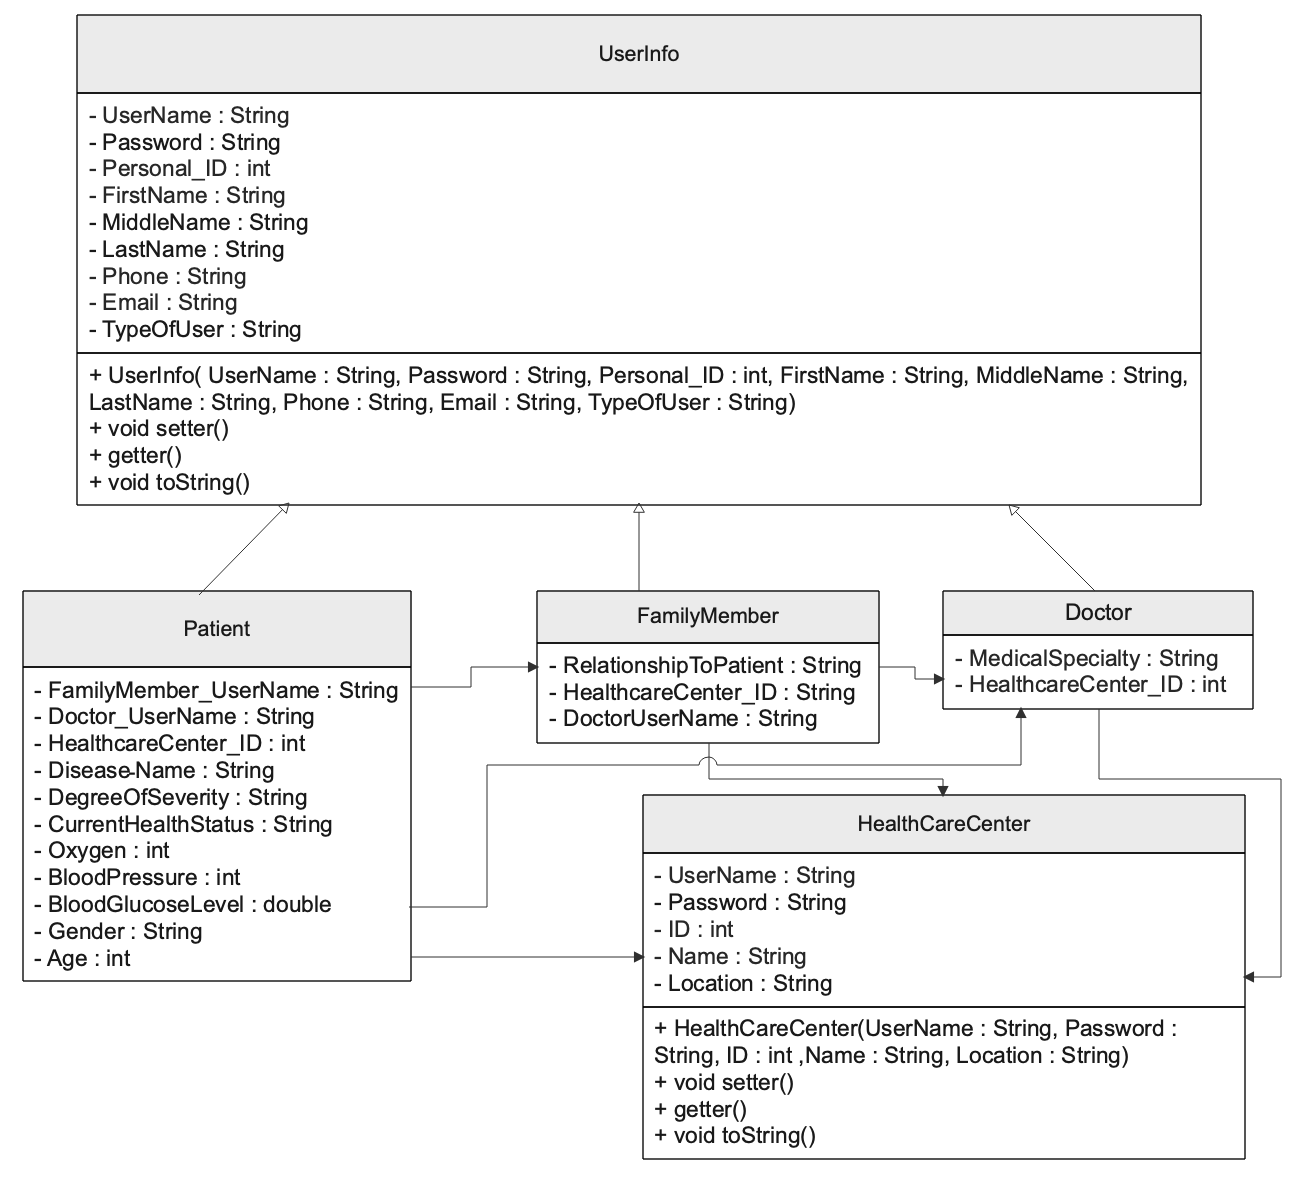 UserInfo
- UserName : String
- Password : String
- Personal_ID : int
- FirstName : String
- MiddleName : String
- LastName : String
- Phone : String
- Email : String
- TypeOfUser : String
+ UserInfo( UserName : String, Password : String, Personal_ID : int, FirstName : String, MiddleName : String,
LastName : String, Phone : String, Email : String, TypeOfUser : String)
+ void setter()
+ getter()
+ void toString()
Patient
- FamilyMember_UserName : String
- Doctor_UserName : String
- HealthcareCenter_ID : int
- Disease-Name : String
- DegreeOfSeverity : String
- CurrentHealthStatus : String
- Oxygen : int
- BloodPressure : int
- BloodGlucoseLevel : double
- Gender : String
- Age : int
FamilyMember
- RelationshipToPatient : String
- HealthcareCenter_ID : String
- DoctorUserName : String
Doctor
- MedicalSpecialty : String
- HealthcareCenter_ID : int
HealthCareCenter
- UserName : String
- Password : String
- ID : int
- Name : String
- Location : String
+ HealthCareCenter(UserName : String, Password :
String, ID : int ,Name : String, Location : String)
+ void setter()
+ getter()
+ void toString()